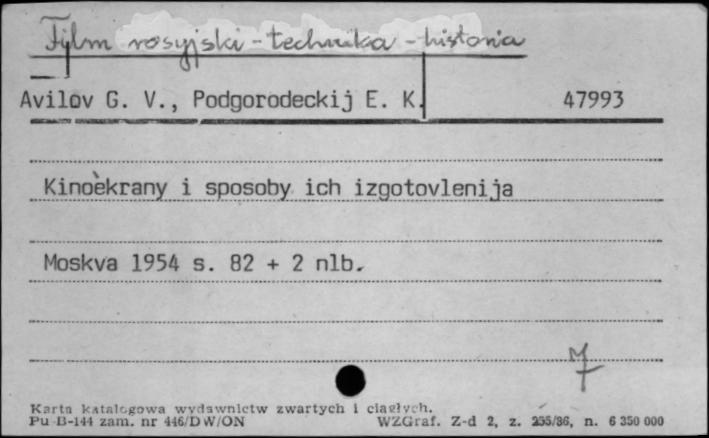 Film rosyjski - technika - historia
Avilov G. V., Podgorodeckij E. K. 47993
Kinoèkrany i sposoby ich izgotovlenija
Moskva 1954 s. 82 + 2 nlb.
Karta katalogowa wydawnictw zwartych i ciągłych.
Pu B-144 zam. nr 446/DW/ON WZGraf. Z-d 2, z. 255/86, n. 6 350 000